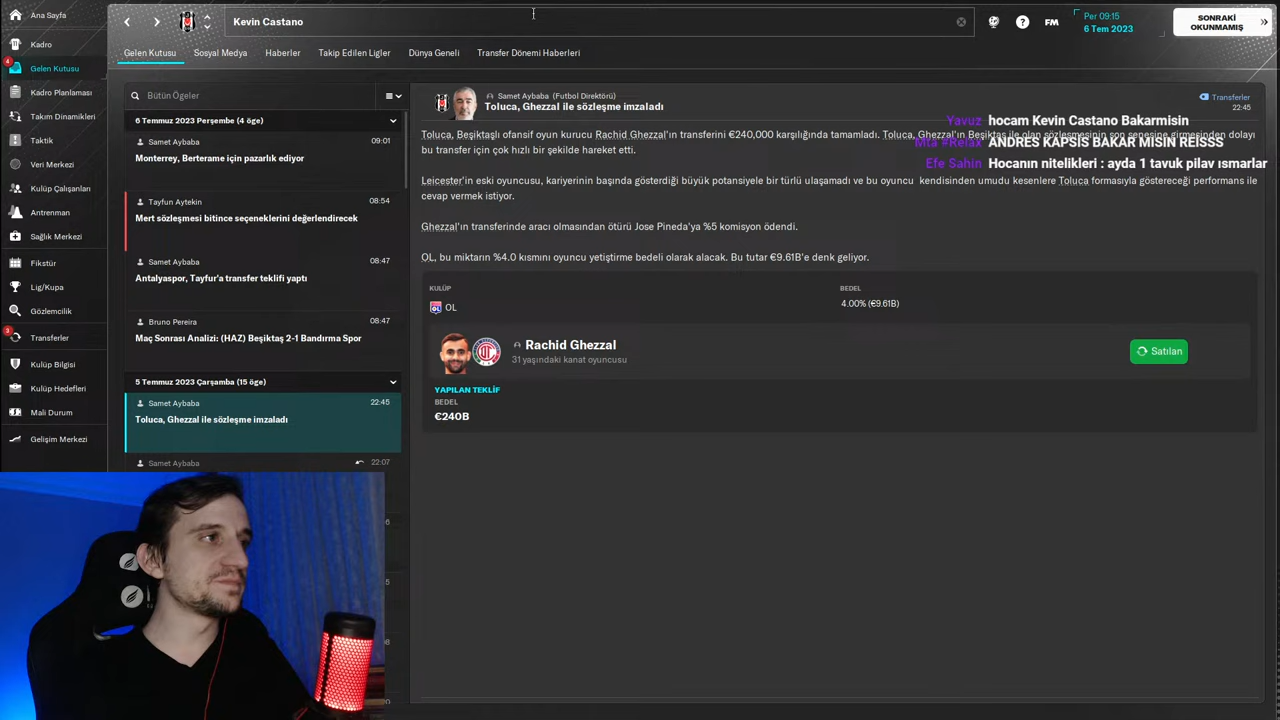 Ana Sayfa
Kevin Castano
FM
Per 09:15
6 Tem 2023
SONRAKİ
OKUNMAMIŞ
Kadro
4
Gelen Kutusu
Kadro Planlaması
Takım Dinamikleri
Taktik
Veri Merkezi
Kulüp Çalışanları
Antrenman
Sağlık Merkezi
Fikstür
Lig/Kupa
Gözlemcilik
3
Transferler
Kulüp Bilgisi
Kulüp Hedefleri
Mali Durum
Gelişim Merkezi
Gelen Kutusu
Sosyal Medya
Haberler
Takip Edilen Ligler
Dünya Geneli
Transfer Dönemi Haberleri
Bütün Ögeler
6 Temmuz 2023 Perşembe (4 öge)
Samet Aybaba
09:01
Monterrey, Berterame için pazarlık ediyor
Tayfun Aytekin
08:54
Mert sözleşmesi bitince seçeneklerini değerlendirecek
Samet Aybaba
08:47
Antalyaspor, Tayfur'a transfer teklifi yaptı
Bruno Pereira
08:47
Maç Sonrası Analizi: (HAZ) Beşiktaş 2-1 Bandırma Spor
5 Temmuz 2023 Çarşamba (15 öge)
Samet Aybaba
22:45
Toluca, Ghezzal ile sözleşme imzaladı
Samet Aybaba
22:07
Samet Aybaba (Futbol Direktörü)
Toluca, Ghezzal ile sözleşme imzaladı
Transferler
22:45
Yavuz hocam Kevin Castano Bakarmisin
Mta #Relax ANDRES KAPSIS BAKAR MISIN REISSS
Efe Sahin Hocanın nitelikleri : ayda 1 tavuk pilav ısmarlar
Toluca, Beşiktaşlı ofansif oyun kurucu Rachid Ghezzal'ın transferini €240,000 karşılığında tamamladı. Toluca, Ghezzal'ın Beşiktaş ile olan sözleşmesinin son senesine girmesinden dolayı
bu transfer için çok hızlı bir şekilde hareket etti.
Leicester'in eski oyuncusu, kariyerinin başında gösterdiği büyük potansiyele bir türlü ulaşamadı ve bu oyuncu kendisinden umudu kesenlere Toluca formasıyla göstereceği performans ile
cevap vermek istiyor.
Ghezzal'ın transferinde aracı olmasından ötürü Jose Pineda'ya %5 komisyon ödendi.
OL, bu miktarın %4.0 kısmını oyuncu yetiştirme bedeli olarak alacak. Bu tutar €9.61B'e denk geliyor.
KULÜP
BEDEL
OL
4.00% (€9.61B)
Rachid Ghezzal
31 yaşındaki kanat oyuncusu
Satılan
YAPILAN TEKLİF
BEDEL
€240B